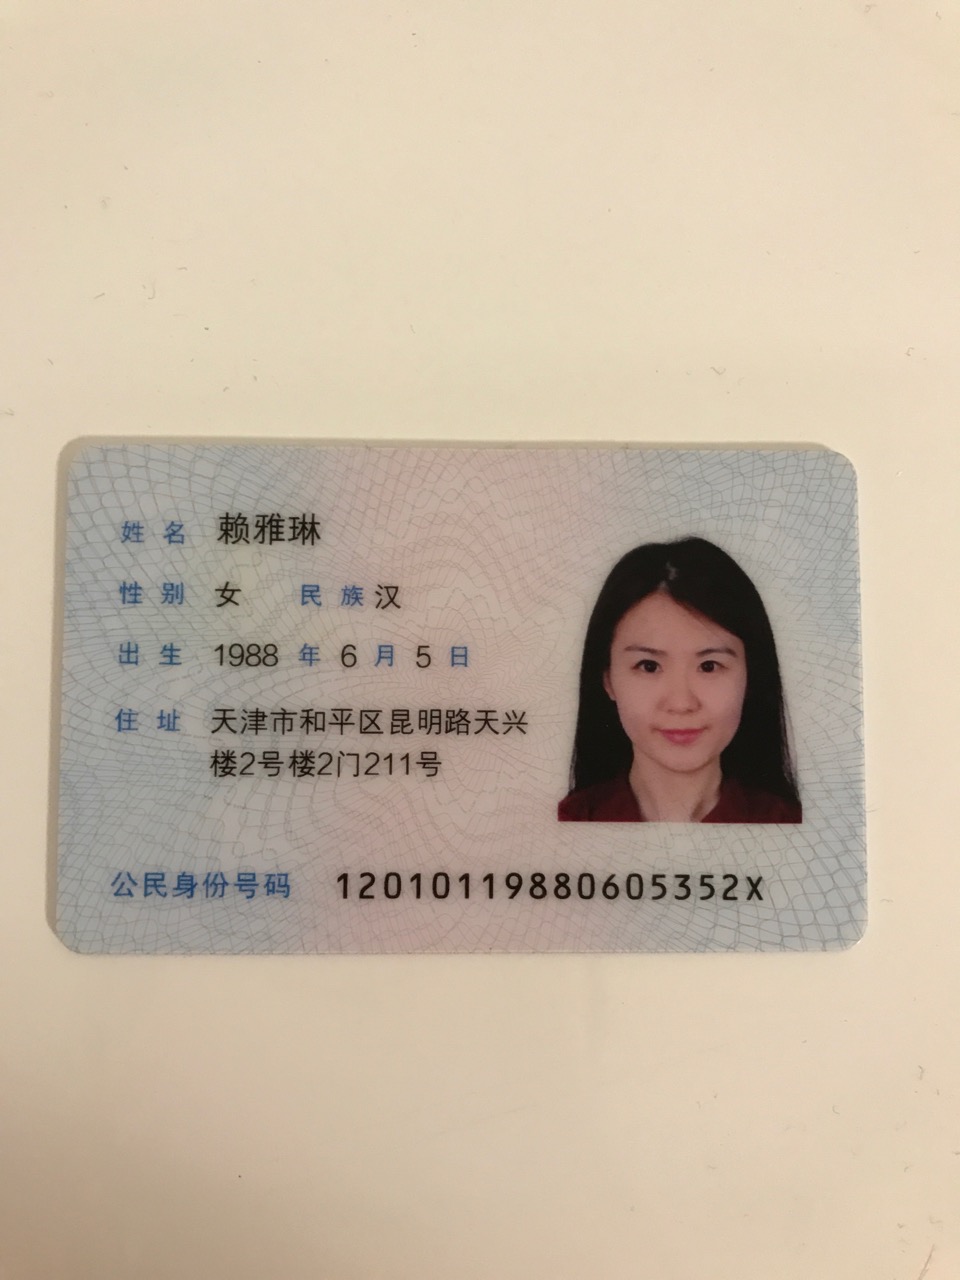 姓名 赖雅琳
性别 女 民族 汉
出生 1988 年 6 月 5 日
住址 天津市和平区昆明路天兴
楼2号楼2门211号
公民身份号码 12010119880605352X